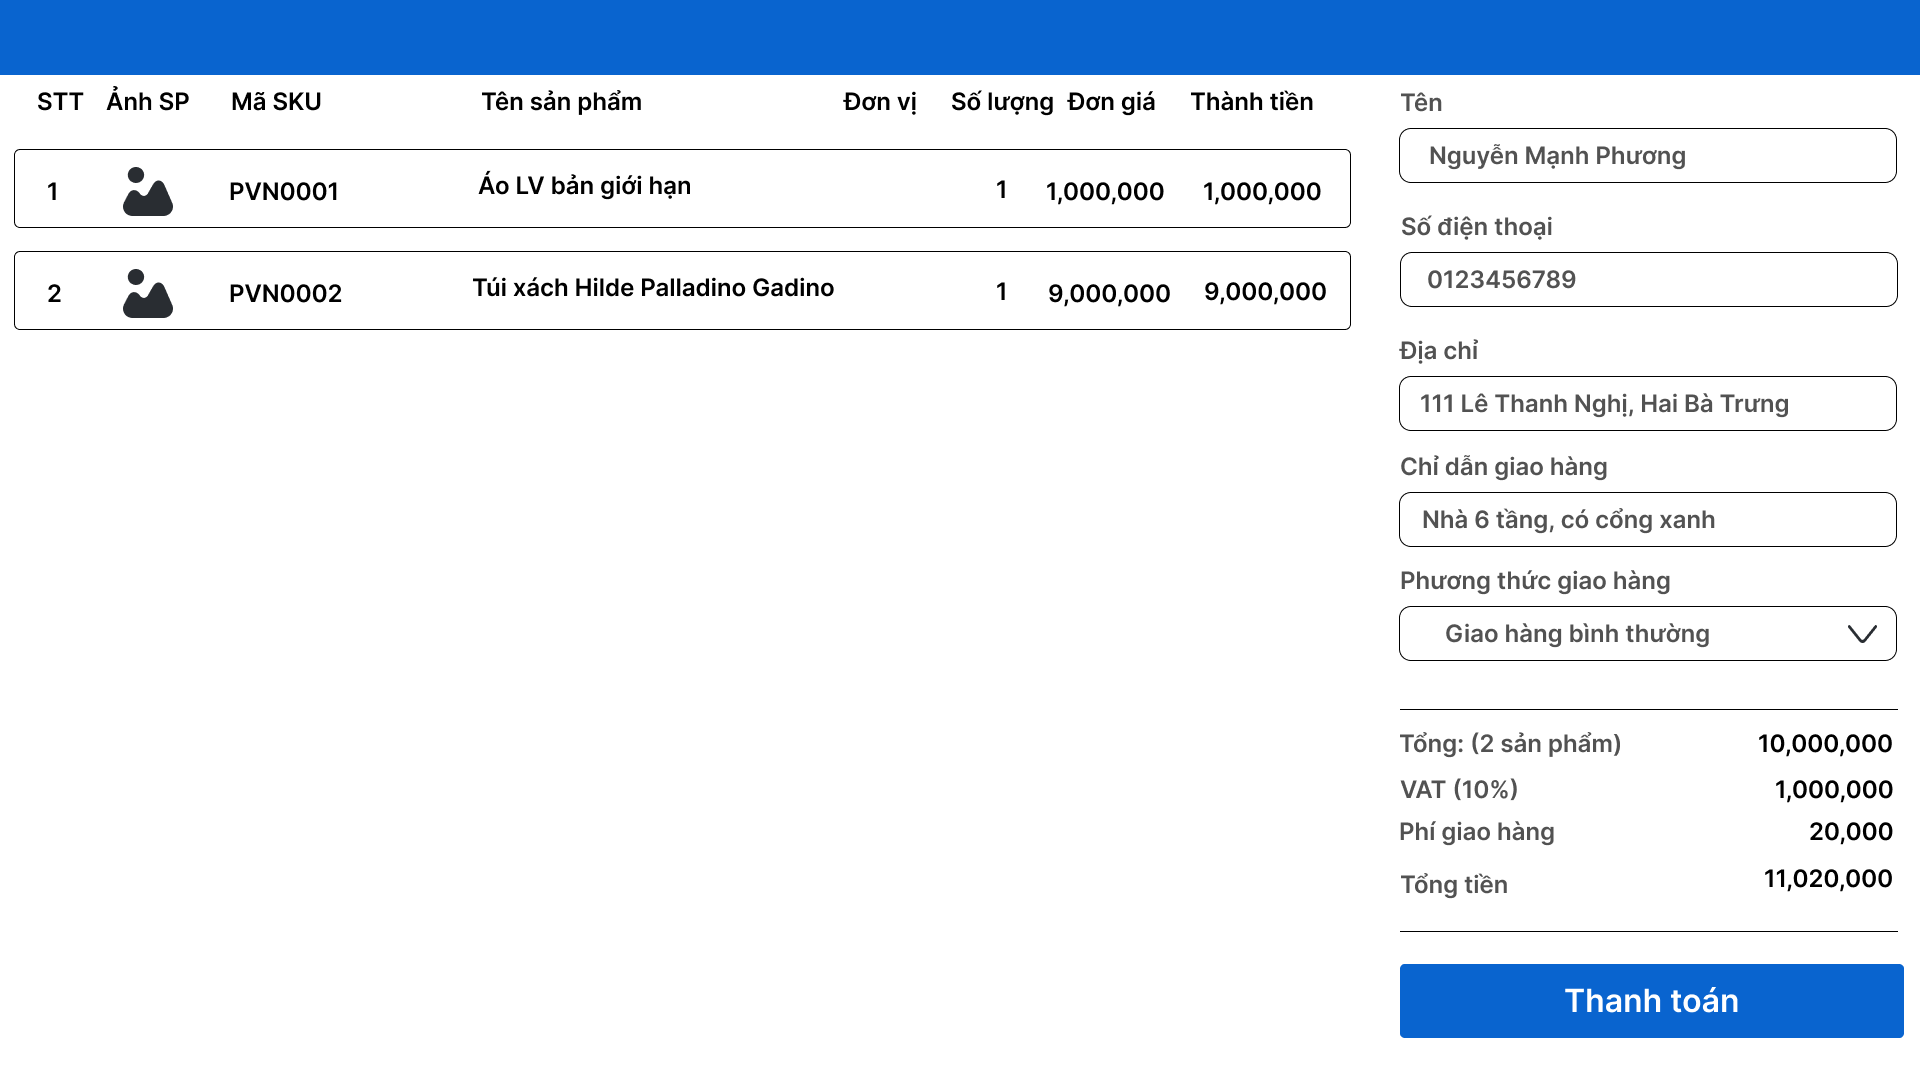 STT Ảnh SP Mã SKU Tên sản phẩm Đơn vị Số lượng Đơn giá Thành tiền
1 PVN0001 Áo LV bản giới hạn 1 1,000,000 1,000,000
2 PVN0002 Túi xách Hilde Palladino Gadino 1 9,000,000 9,000,000
Tên
Nguyễn Mạnh Phương
Số điện thoại
0123456789
Địa chỉ
111 Lê Thanh Nghị, Hai Bà Trưng
Chỉ dẫn giao hàng
Nhà 6 tầng, có cổng xanh
Phương thức giao hàng
Giao hàng bình thường
Tổng: (2 sản phẩm) 10,000,000
VAT (10%) 1,000,000
Phí giao hàng 20,000
Tổng tiền 11,020,000
Thanh toán